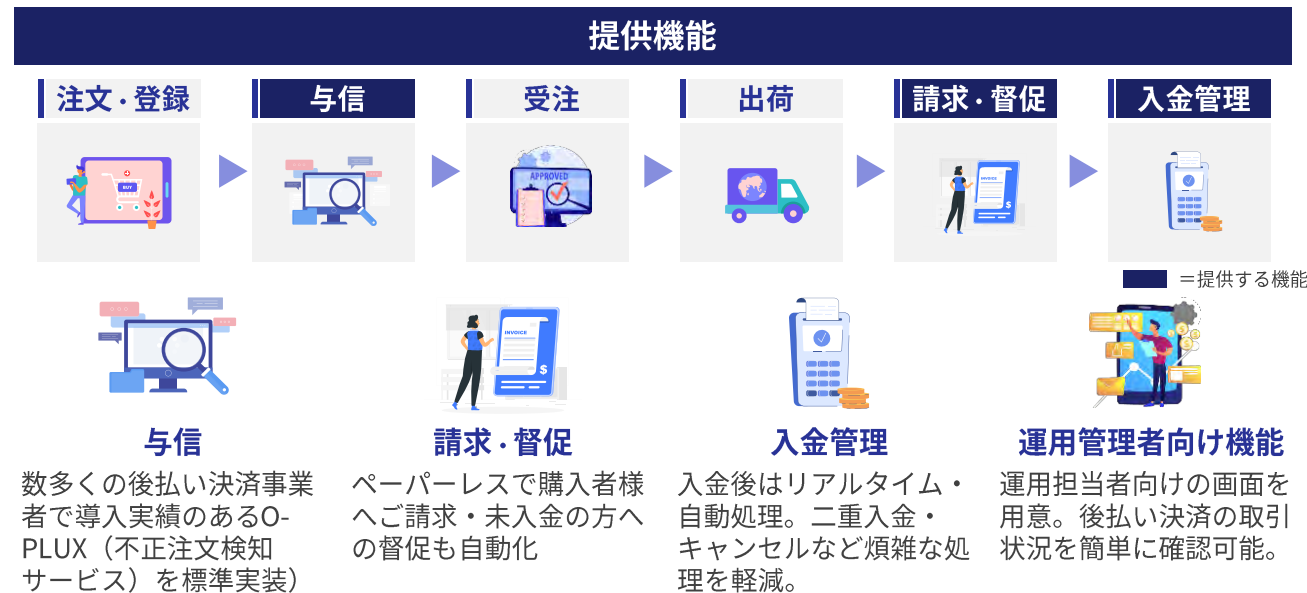 提供機能
注文・登録
与信
受注
出荷
請求・督促
入金管理
BUY
APPROVED
INVOICE
$
＝提供する機能
INVOICE
$
与信
数多くの後払い決済事業
者で導入実績のあるO-
PLUX（不正注文検知
サービス）を標準実装）
請求・督促
ペーパーレスで購入者様
へご請求・未入金の方へ
の督促も自動化
入金管理
入金後はリアルタイム・
自動処理。二重入金・
キャンセルなど煩雑な処
理を軽減。
運用管理者向け機能
運用担当者向けの画面を
用意。後払い決済の取引
状況を簡単に確認可能。